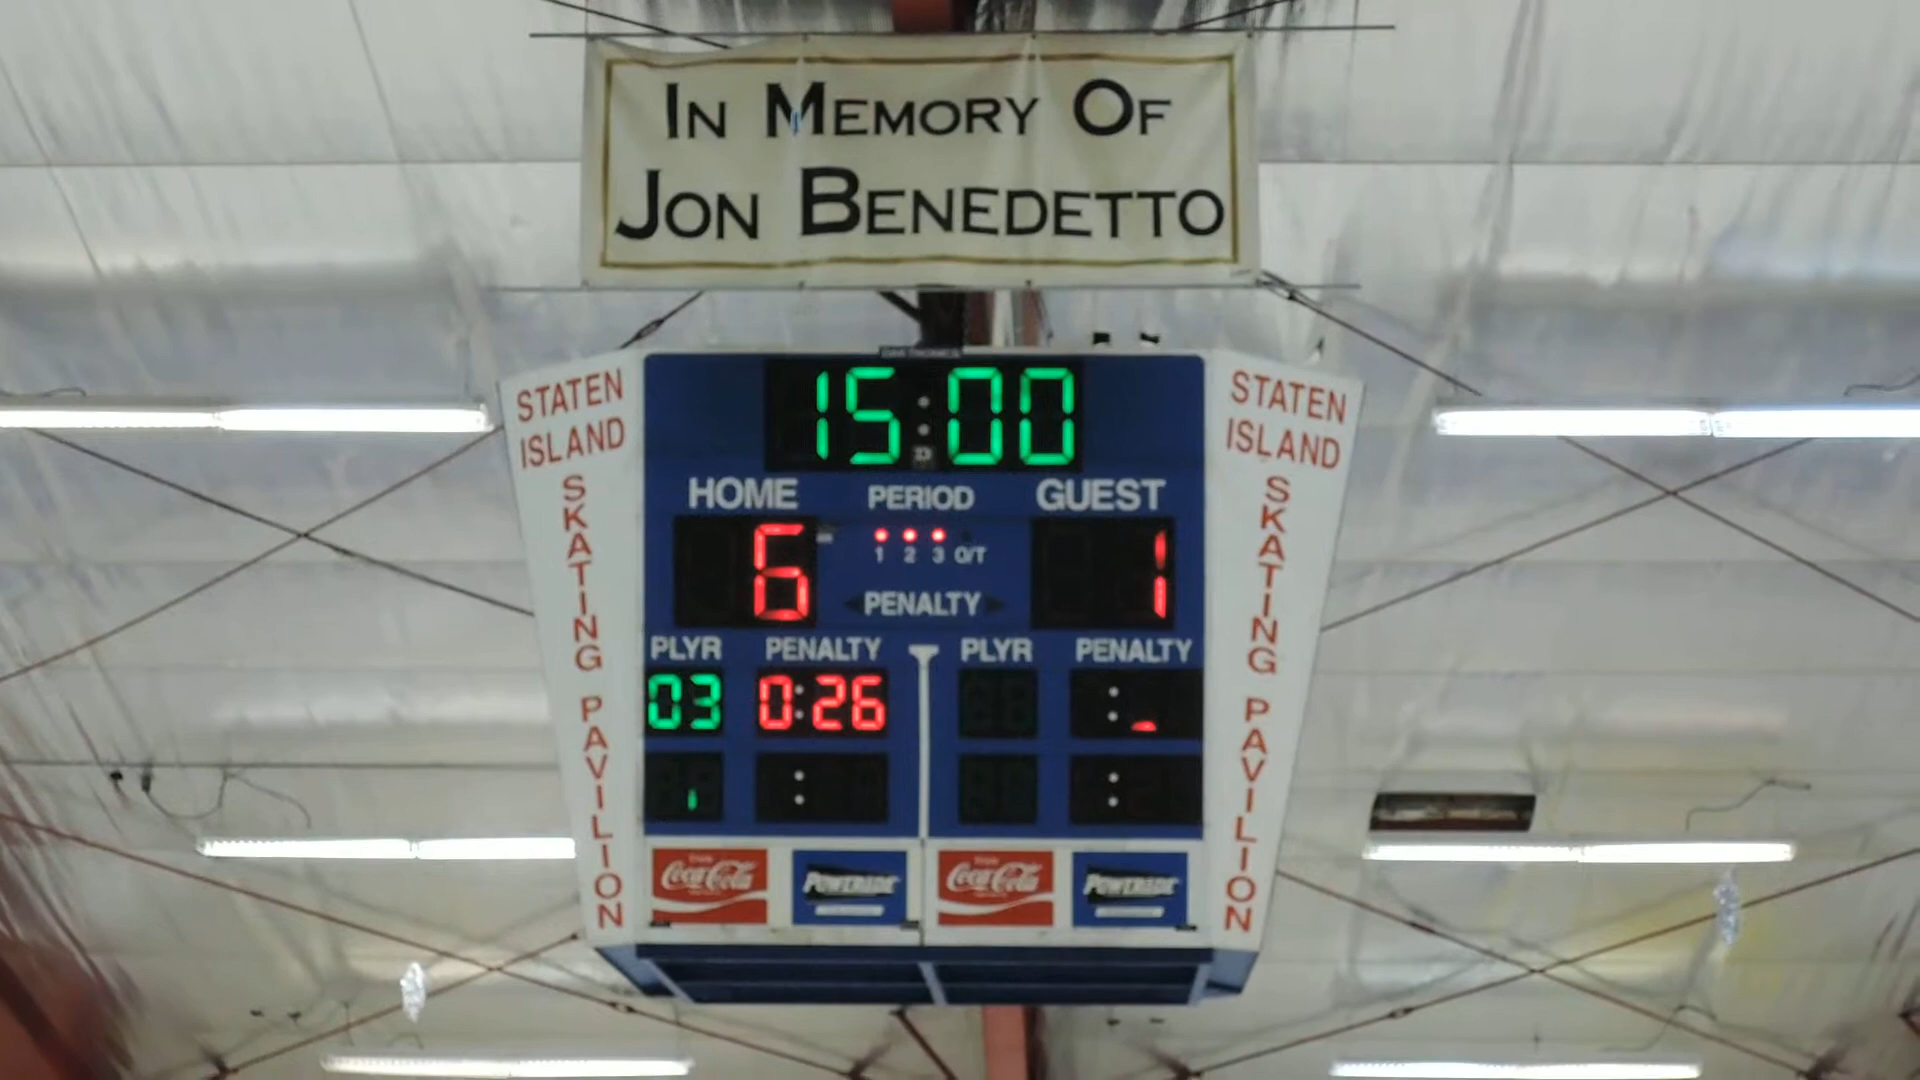 IN MEMORY OF
JON BENEDETTO
STATEN
ISLAND
SKATING PAVILION
15:00
HOME PERIOD GUEST
6 1
1 2 3 O/T
PENALTY
PLYR PENALTY PLYR PENALTY
03 0:26
Coca-Cola POWERADE Coca-Cola POWERADE
STATEN
ISLAND
SKATING PAVILION